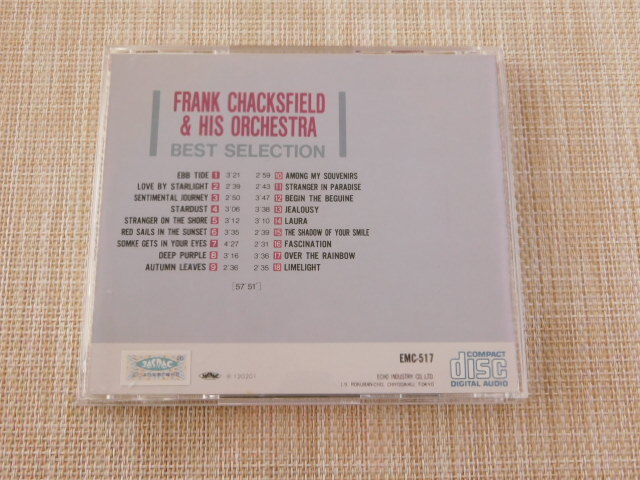 FRANK CHACKSFIELD
& HIS ORCHESTRA
BEST SELECTION
EBB TIDE 1 3'21 2'59 10 AMONG MY SOUVENIRS
LOVE BY STARLIGHT 2 2'39 2'43 11 STRANGER IN PARADISE
SENTIMENTAL JOURNEY 3 2'50 3'47 12 BEGIN THE BEGUINE
STARDUST 4 3'06 3'38 13 JEALOUSY
STRANGER ON THE SHORE 5 3'12 3'10 14 LAURA
RED SAILS IN THE SUNSET 6 3'35 2'39 15 THE SHADOW OF YOUR SMILE
SOMKE GETS IN YOUR EYES 7 4'27 2'31 16 FASCINATION
DEEP PURPLE 8 3'16 3'36 17 OVER THE RAINBOW
AUTUMN LEAVES 9 2'36 2'35 18 LIMELIGHT
[57'51"]
EMC-517
ECHO INDUSTRY CO.,LTD.
COMPACT
disc
DIGITAL AUDIO